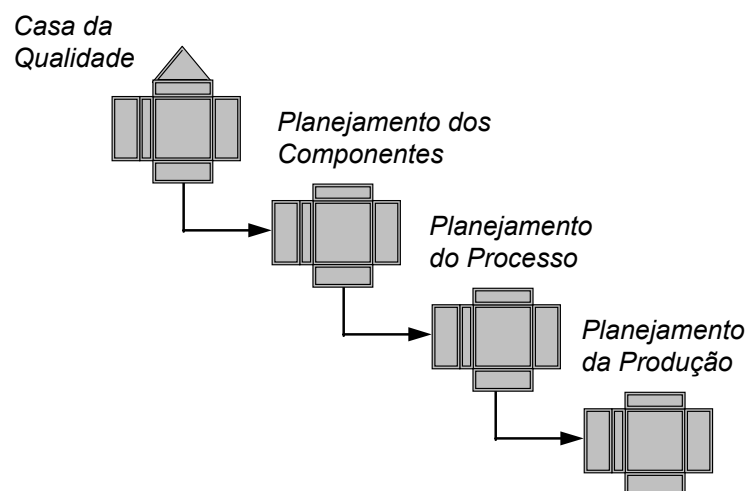 Casa da
Qualidade
Planejamento dos
Componentes
Planejamento
do Processo
Planejamento
da Produção